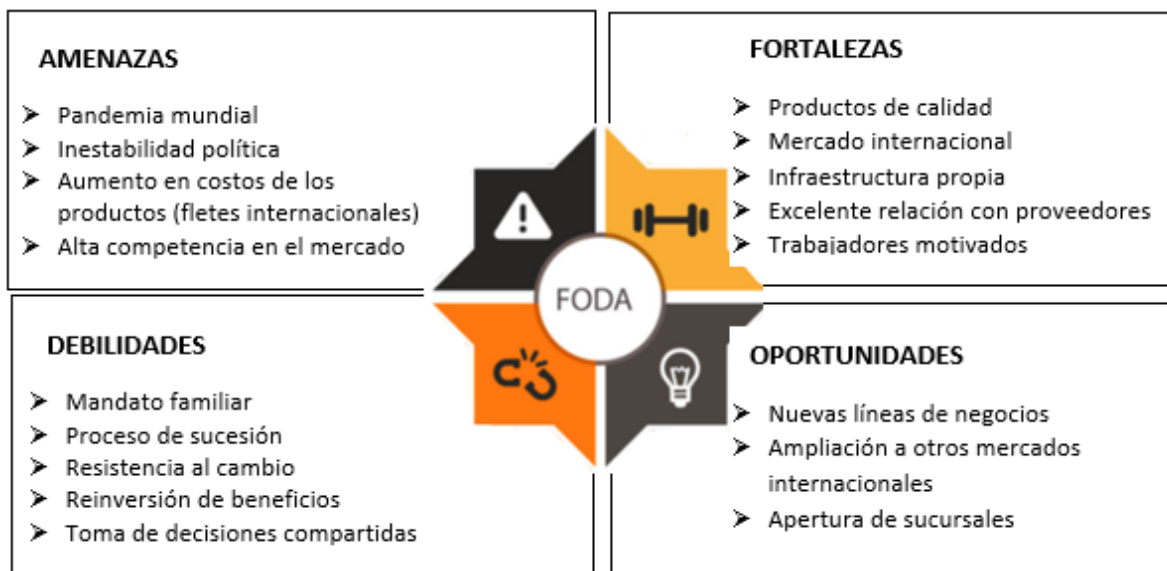 AMENAZAS
➤ Pandemia mundial
➤ Inestabilidad política
➤ Aumento en costos de los
productos (fletes internacionales)
➤ Alta competencia en el mercado
FORTALEZAS
➤ Productos de calidad
➤ Mercado internacional
➤ Infraestructura propia
➤ Excelente relación con proveedores
➤ Trabajadores motivados
FODA
DEBILIDADES
➤ Mandato familiar
➤ Proceso de sucesión
➤ Resistencia al cambio
➤ Reinversión de beneficios
➤ Toma de decisiones compartidas
OPORTUNIDADES
➤ Nuevas líneas de negocios
➤ Ampliación a otros mercados
internacionales
➤ Apertura de sucursales